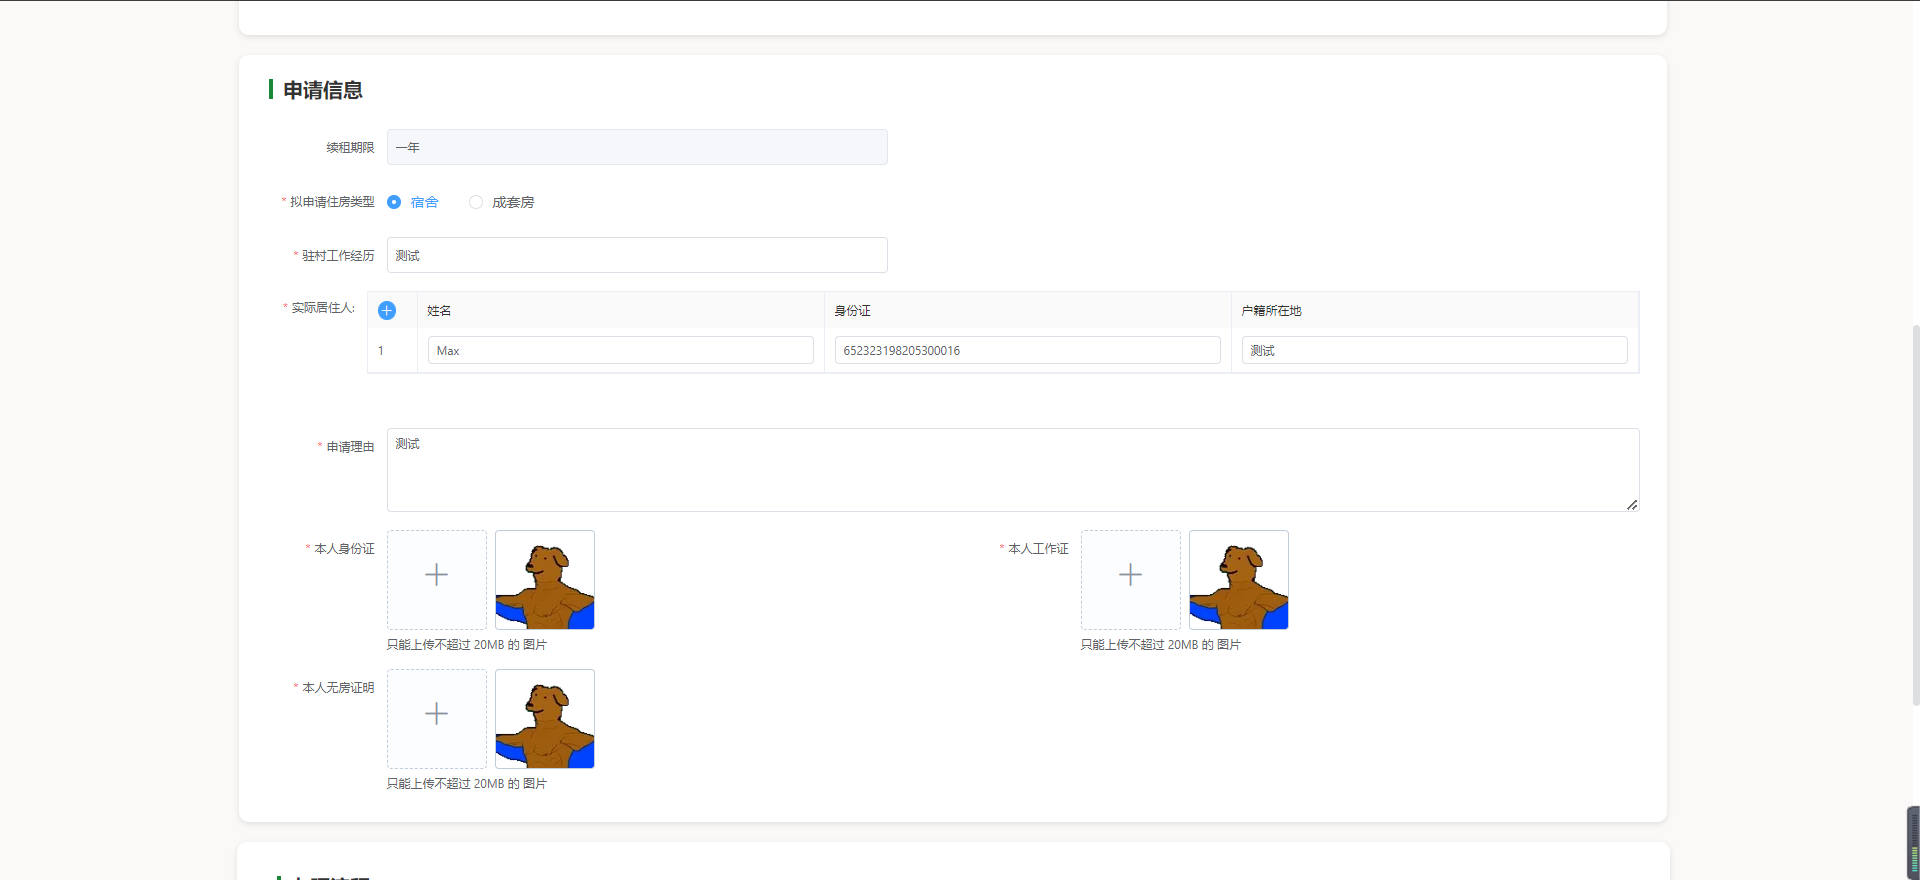 申请信息
续租期限 一年
* 拟申请住房类型 宿舍 成套房
* 驻村工作经历 测试
* 实际居住人: 姓名 身份证 户籍所在地
1 Max 652323198205300016 测试
* 申请理由 测试
* 本人身份证 * 本人工作证
只能上传不超过 20MB 的 图片 只能上传不超过 20MB 的 图片
* 本人无房证明
只能上传不超过 20MB 的 图片